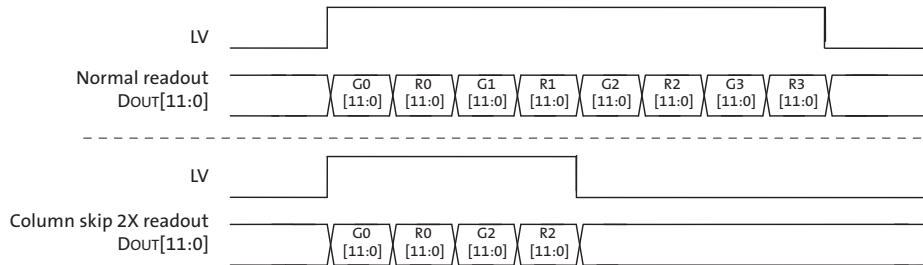 LV
Normal readout
DOUT[11:0]
G0 R0 G1 R1 G2 R2 G3 R3
[11:0] [11:0] [11:0] [11:0] [11:0] [11:0] [11:0] [11:0]
LV
Column skip 2X readout
DOUT[11:0]
G0 R0 G2 R2
[11:0] [11:0] [11:0] [11:0]